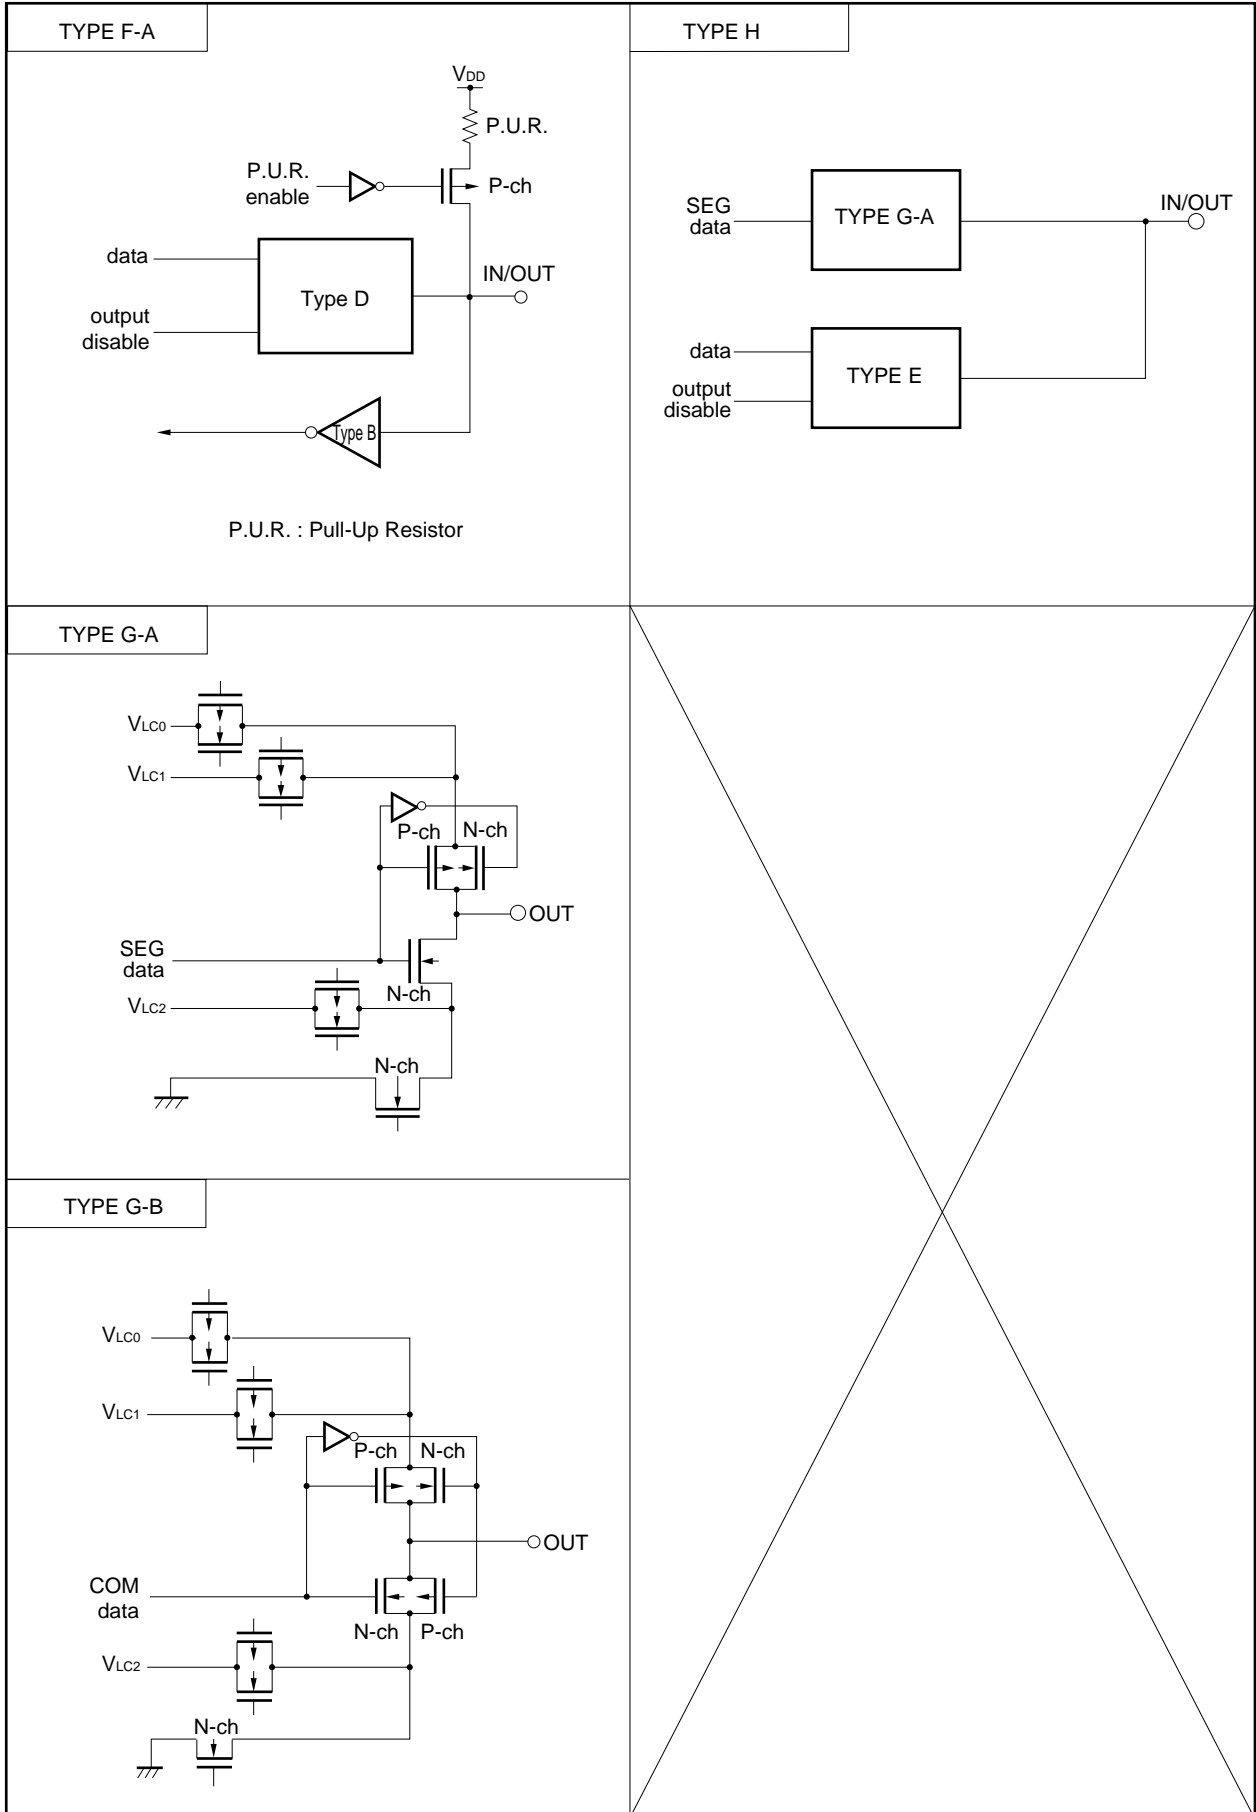 TYPE F-A
VDD
P.U.R.
P.U.R.
enable
P-ch
data
IN/OUT
Type D
output
disable
Type B
P.U.R. : Pull-Up Resistor
TYPE H
SEG
data
TYPE G-A
IN/OUT
data
TYPE E
output
disable
TYPE G-A
VLC0
VLC1
P-ch N-ch
OUT
SEG
data
N-ch
VLC2
N-ch
TYPE G-B
VLC0
VLC1
P-ch N-ch
OUT
COM
data
N-ch P-ch
VLC2
N-ch